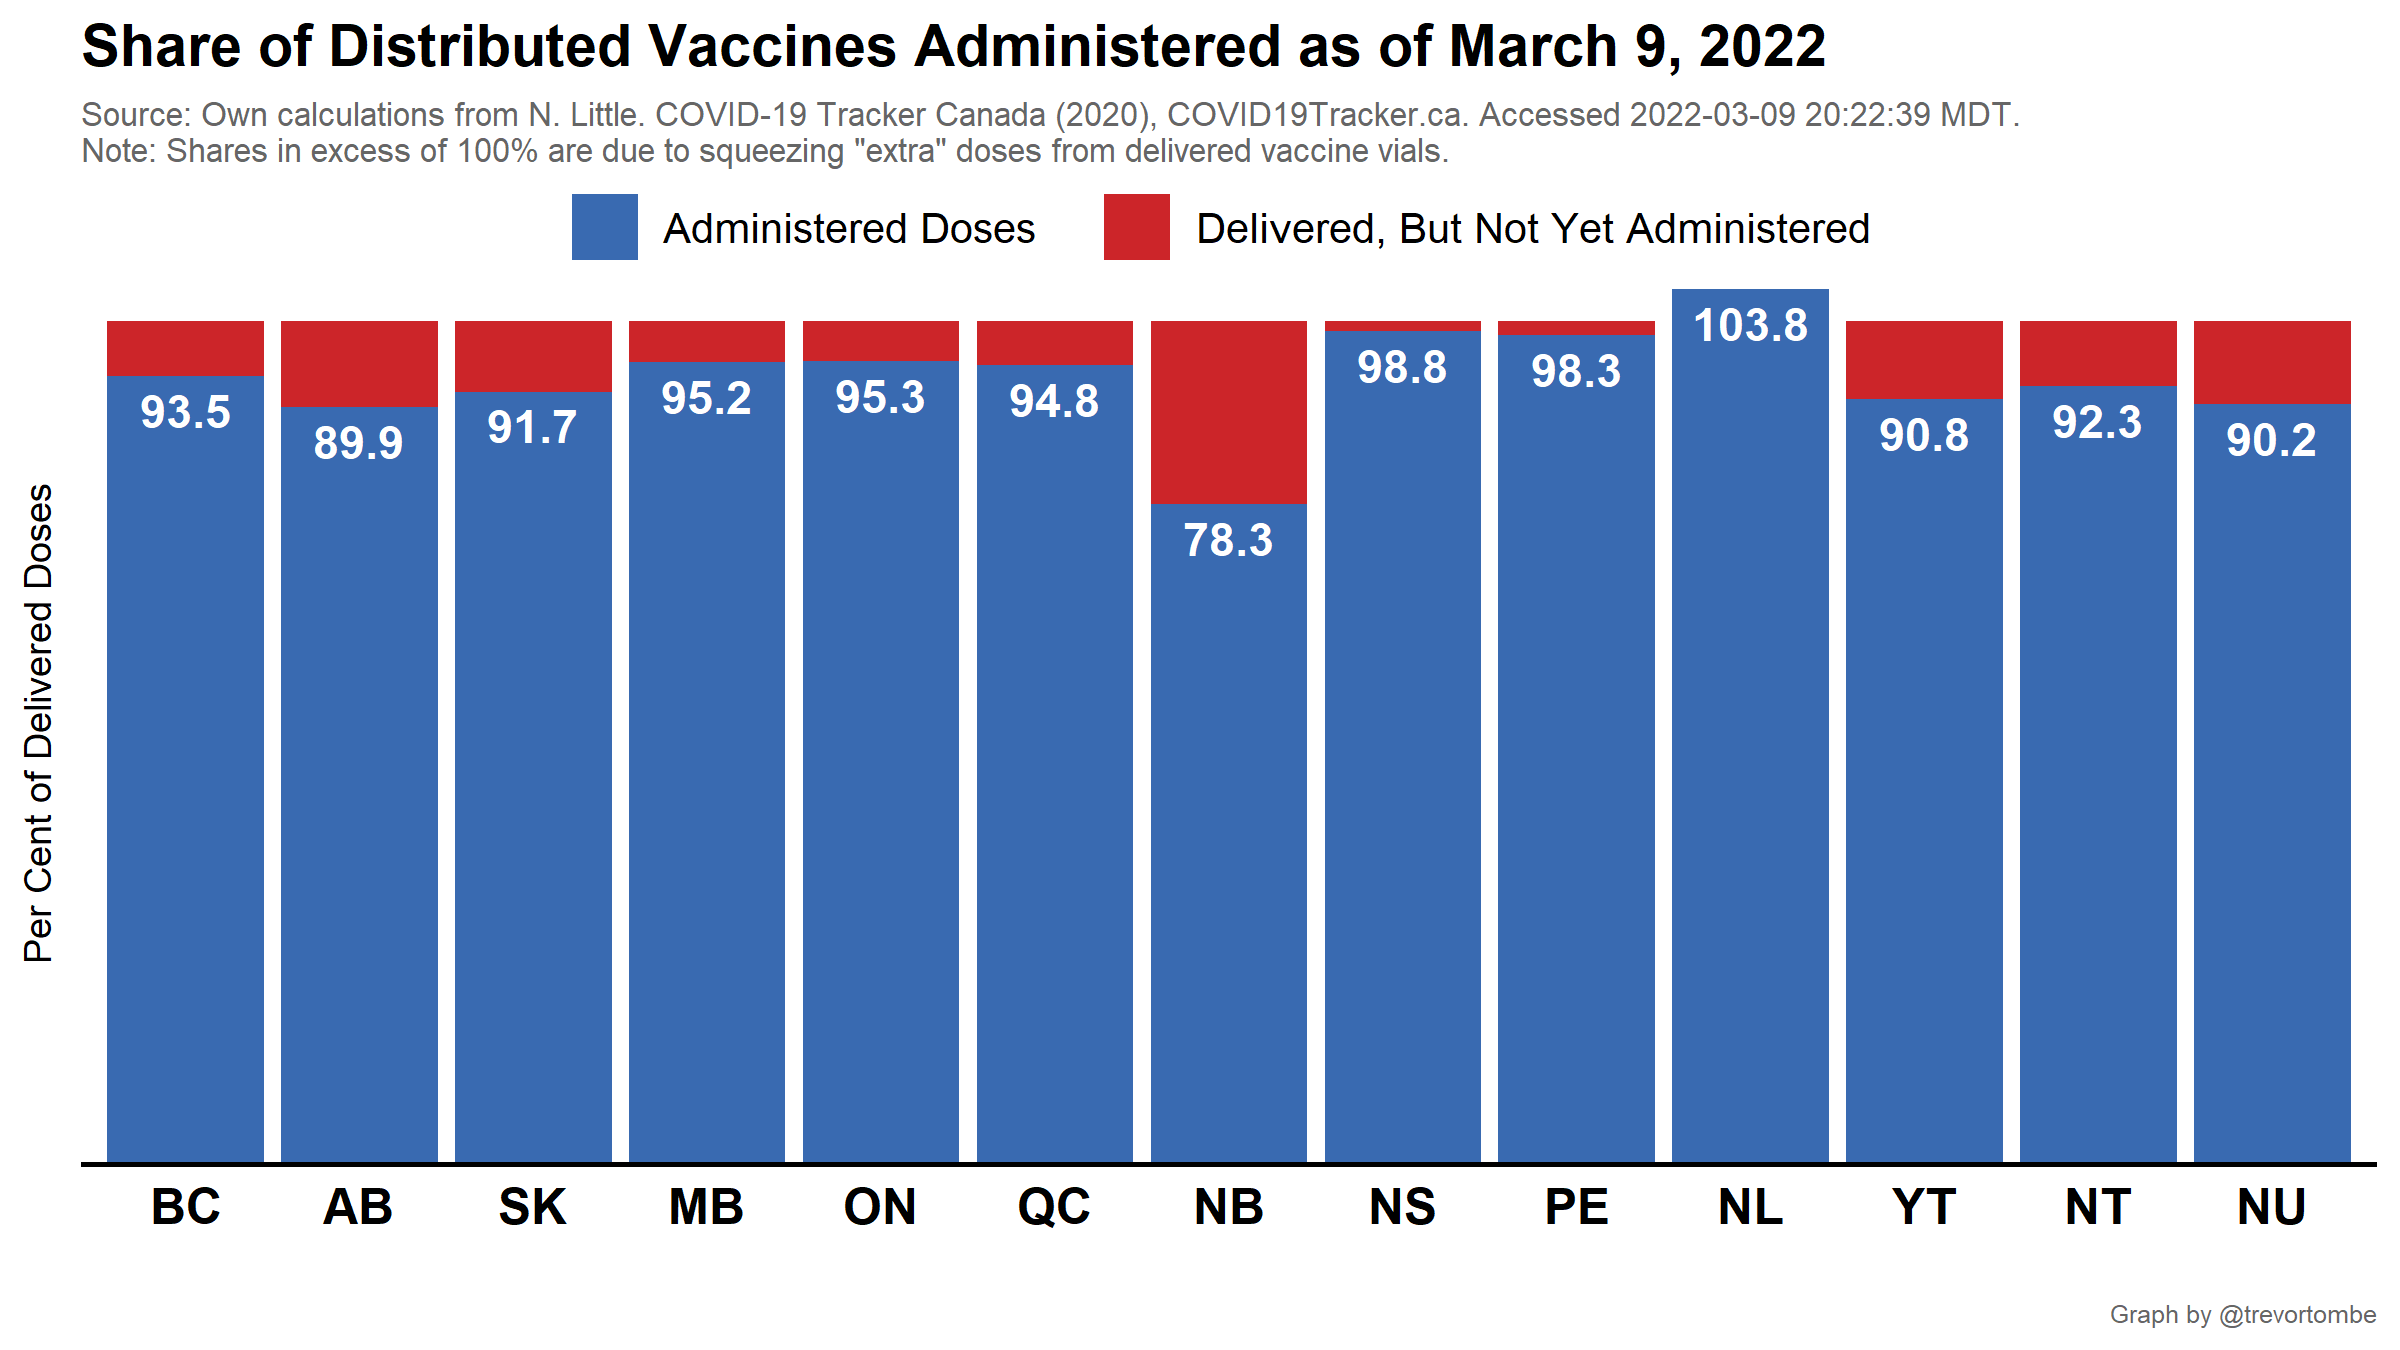 Share of Distributed Vaccines Administered as of March 9, 2022
Source: Own calculations from N. Little. COVID-19 Tracker Canada (2020), COVID19Tracker.ca. Accessed 2022-03-09 20:22:39 MDT.
Note: Shares in excess of 100% are due to squeezing "extra" doses from delivered vaccine vials.
Administered Doses
Delivered, But Not Yet Administered
Per Cent of Delivered Doses
93.5
89.9
91.7
95.2
95.3
94.8
78.3
98.8
98.3
103.8
90.8
92.3
90.2
BC
AB
SK
MB
ON
QC
NB
NS
PE
NL
YT
NT
NU
Graph by @trevortombe